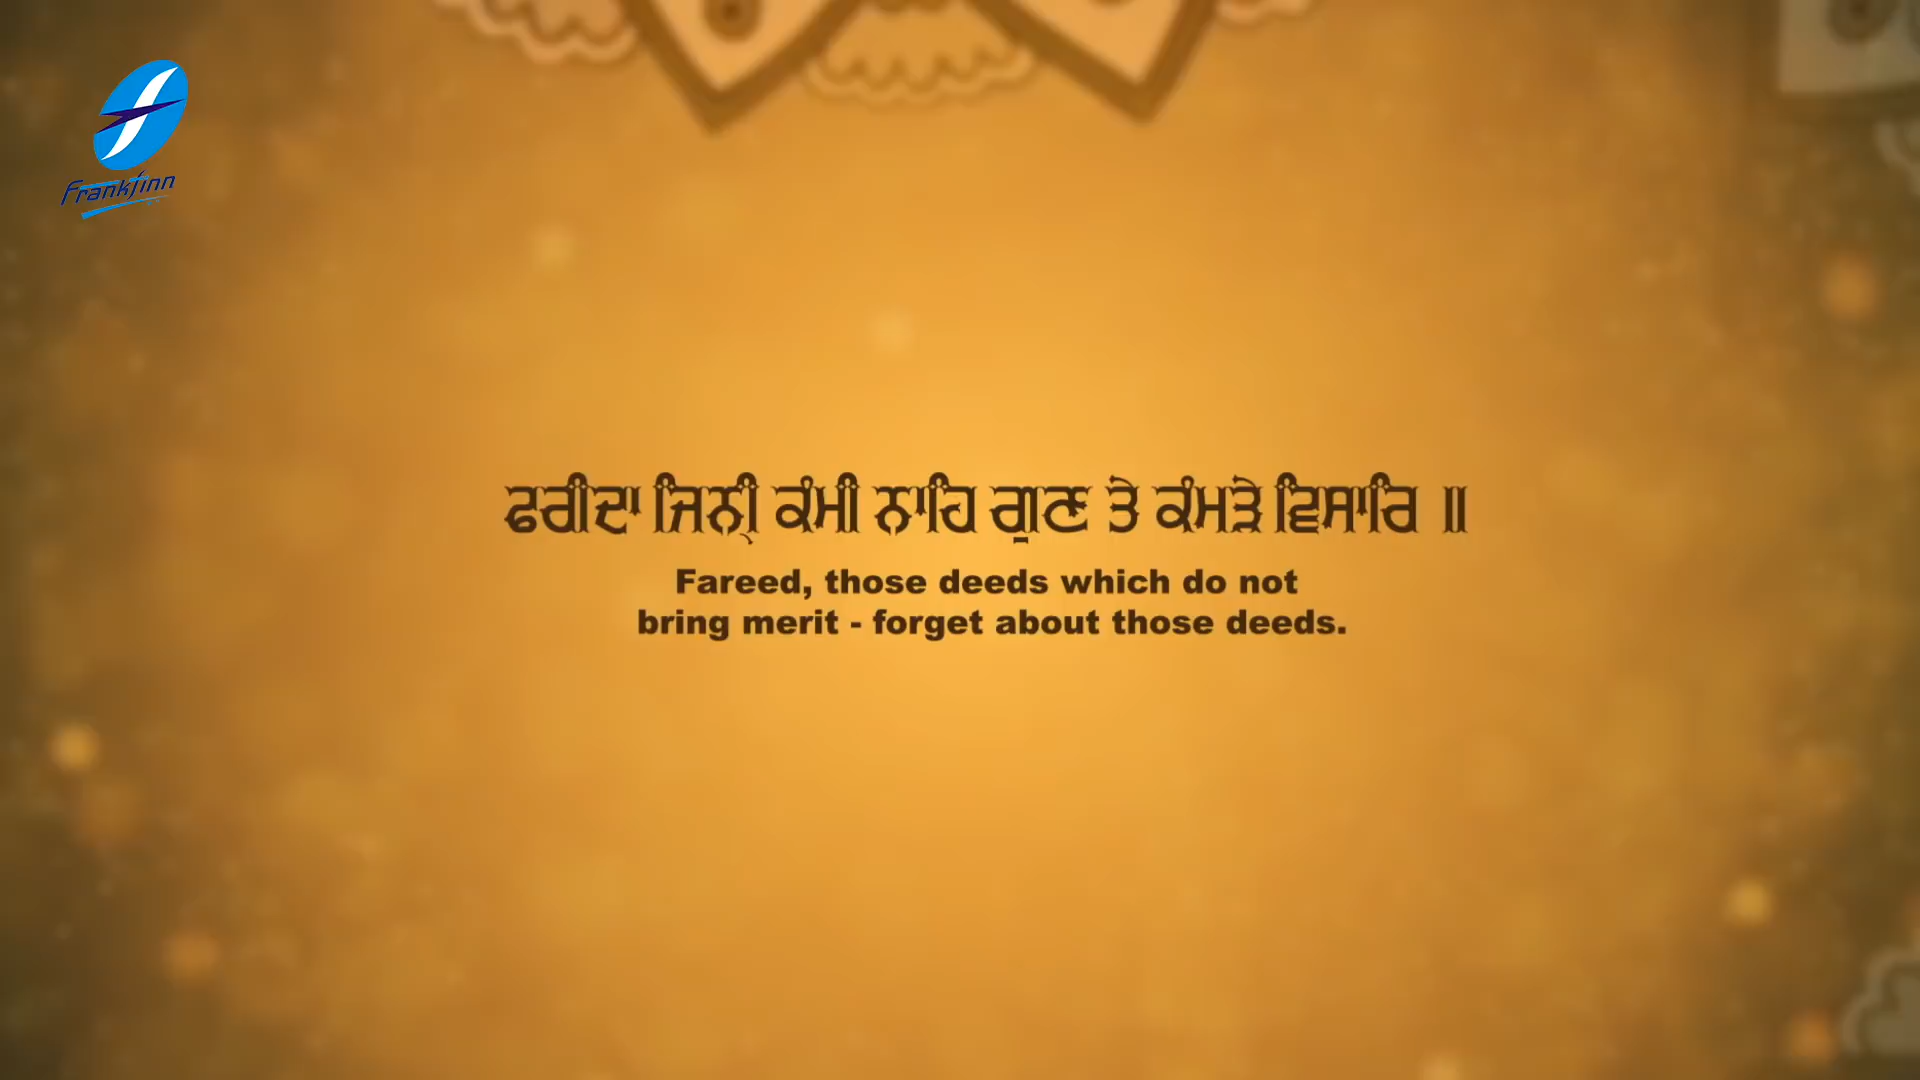 Frankfinn
ਫਰੀਦਾ ਜਿਨੑੀ ਕੰਮੀ ਨਾਹਿ ਗੁਣ ਤੇ ਕੰਮੜੇ ਵਿਸਾਰਿ ॥
Fareed, those deeds which do not
bring merit - forget about those deeds.